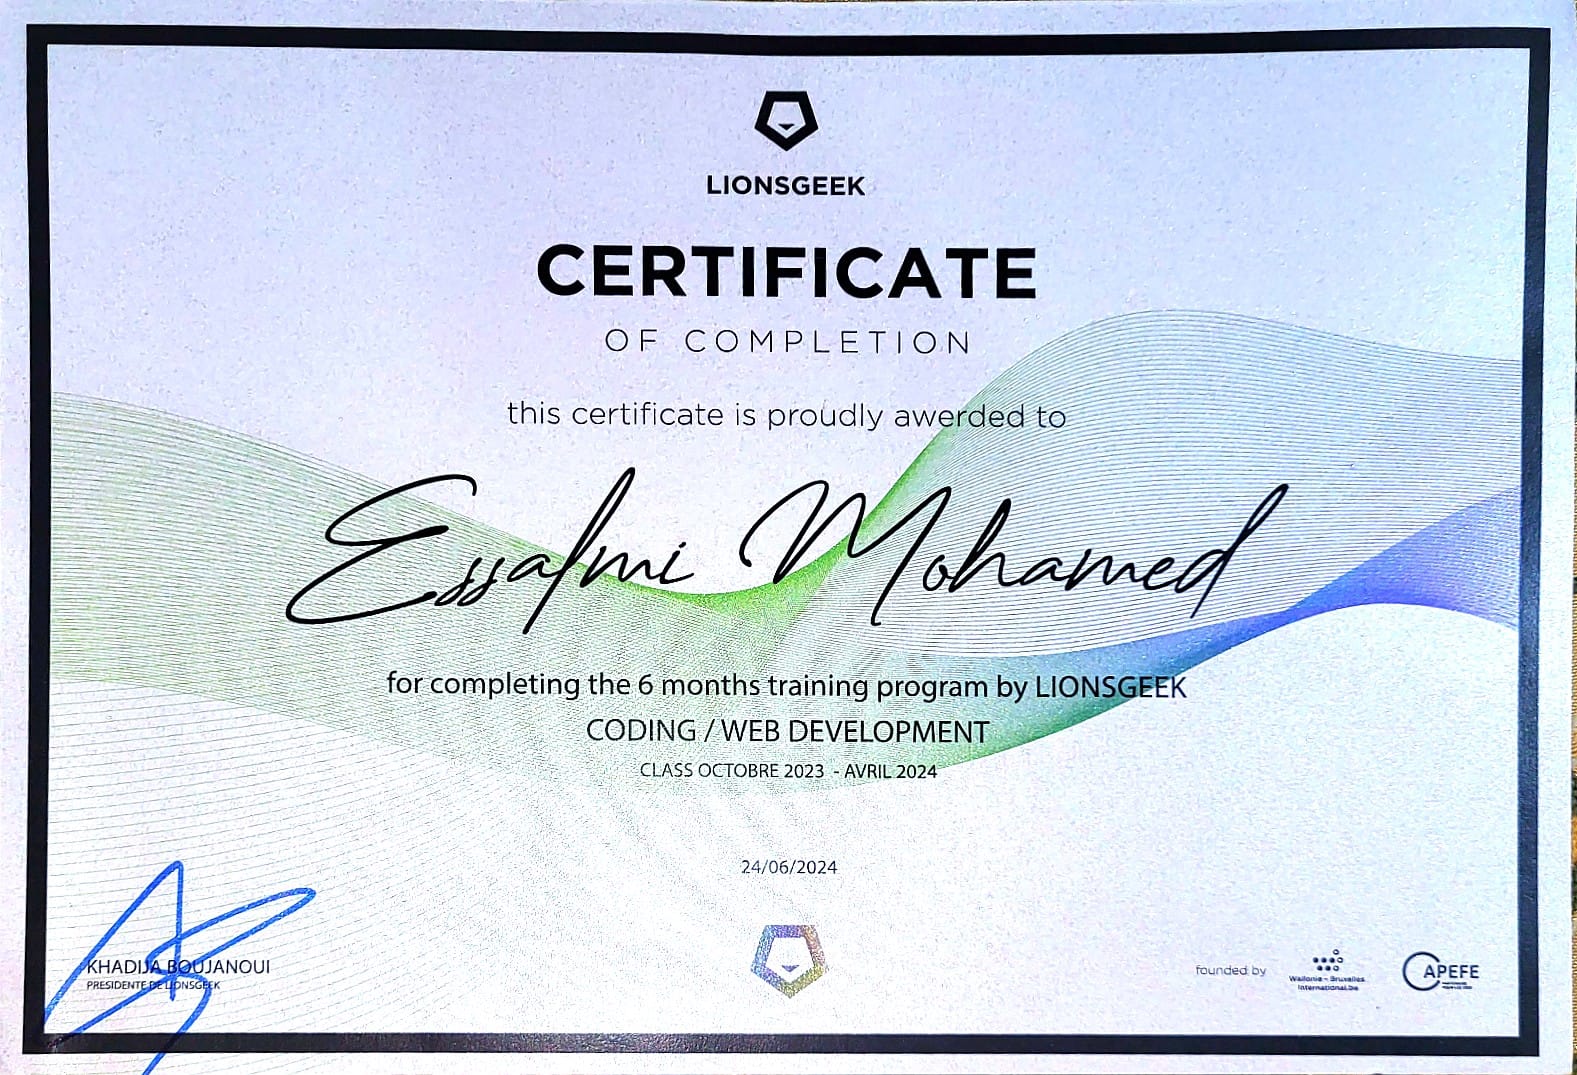 LIONSGEEK
CERTIFICATE
OF COMPLETION
this certificate is proudly awerded to
Essalmi Mohamed
for completing the 6 months training program by LIONSGEEK
CODING / WEB DEVELOPMENT
CLASS OCTOBRE 2023 - AVRIL 2024
24/06/2024
KHADIJA BOUJANOUI
PRESIDENTE DE LIONSGEEK
founded by
Wallonie - Bruxelles
International.be
APEFE